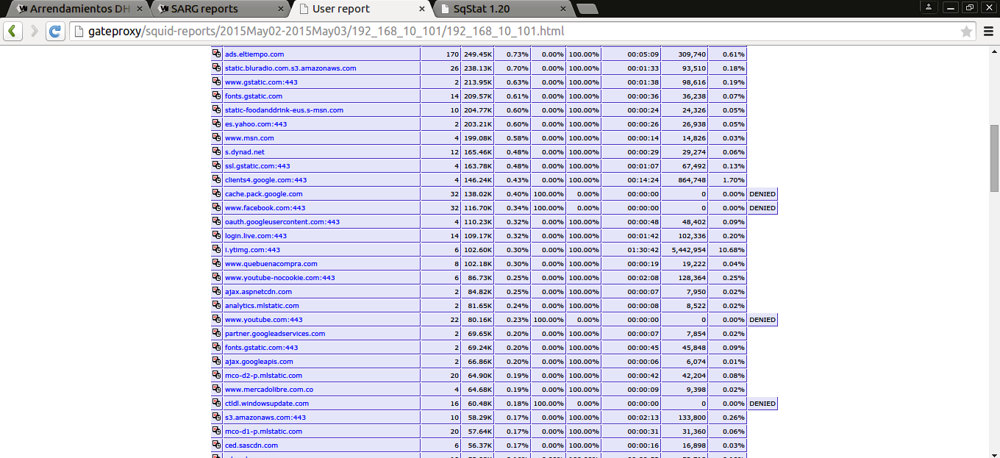 Arrendamientos DH × SARG reports × User report × SqStat 1.20 ×
gateproxy/squid-reports/2015May02-2015May03/192_168_10_101/192_168_10_101.html
ads.eltiempo.com 170 249.45K 0.73% 0.00% 100.00% 00:05:09 309,740 0.61%
static.bluradio.com.s3.amazonaws.com 26 238.13K 0.70% 0.00% 100.00% 00:01:33 93,510 0.18%
www.gstatic.com:443 2 213.95K 0.63% 0.00% 100.00% 00:01:38 98,616 0.19%
fonts.gstatic.com 14 209.57K 0.61% 0.00% 100.00% 00:00:36 36,238 0.07%
static-foodanddrink-eus.s-msn.com 10 204.77K 0.60% 0.00% 100.00% 00:00:24 24,326 0.05%
es.yahoo.com:443 2 203.21K 0.60% 0.00% 100.00% 00:00:26 26,938 0.05%
www.msn.com 4 199.08K 0.58% 0.00% 100.00% 00:00:14 14,826 0.03%
s.dynad.net 12 165.46K 0.48% 0.00% 100.00% 00:00:29 29,274 0.06%
ssl.gstatic.com:443 4 163.78K 0.48% 0.00% 100.00% 00:01:07 67,492 0.13%
clients4.google.com:443 4 146.24K 0.43% 0.00% 100.00% 00:14:24 864,748 1.70%
cache.pack.google.com 32 138.02K 0.40% 100.00% 0.00% 00:00:00 0 0.00% DENIED
www.facebook.com:443 32 116.70K 0.34% 100.00% 0.00% 00:00:00 0 0.00% DENIED
oauth.googleusercontent.com:443 4 110.23K 0.32% 0.00% 100.00% 00:00:48 48,402 0.09%
login.live.com:443 14 109.17K 0.32% 0.00% 100.00% 00:01:42 102,336 0.20%
i.ytimg.com:443 6 102.60K 0.30% 0.00% 100.00% 01:30:42 5,442,954 10.68%
www.quebuenacompra.com 8 102.18K 0.30% 0.00% 100.00% 00:00:19 19,222 0.04%
www.youtube-nocookie.com:443 6 86.73K 0.25% 0.00% 100.00% 00:02:08 128,364 0.25%
ajax.aspnetcdn.com 2 84.82K 0.25% 0.00% 100.00% 00:00:07 7,950 0.02%
analytics.mlstatic.com 2 81.65K 0.24% 0.00% 100.00% 00:00:08 8,522 0.02%
www.youtube.com:443 22 80.16K 0.23% 100.00% 0.00% 00:00:00 0 0.00% DENIED
partner.googleadservices.com 2 69.65K 0.20% 0.00% 100.00% 00:00:07 7,854 0.02%
fonts.gstatic.com:443 2 69.24K 0.20% 0.00% 100.00% 00:00:45 45,848 0.09%
ajax.googleapis.com 2 66.86K 0.20% 0.00% 100.00% 00:00:06 6,074 0.01%
mco-d2-p.mlstatic.com 20 64.90K 0.19% 0.00% 100.00% 00:00:42 42,204 0.08%
www.mercadolibre.com.co 4 64.68K 0.19% 0.00% 100.00% 00:00:09 9,398 0.02%
ctldl.windowsupdate.com 16 60.48K 0.18% 100.00% 0.00% 00:00:00 0 0.00% DENIED
s3.amazonaws.com:443 10 58.29K 0.17% 0.00% 100.00% 00:02:13 133,800 0.26%
mco-d1-p.mlstatic.com 20 57.64K 0.17% 0.00% 100.00% 00:00:31 31,360 0.06%
ced.sascdn.com 6 56.37K 0.17% 0.00% 100.00% 00:00:16 16,898 0.03%